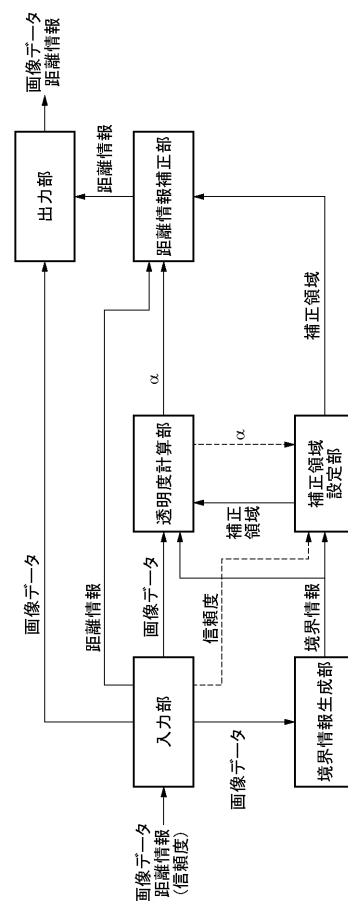 画像データ
距離情報
(信頼度)
入力部
画像データ
距離情報
画像データ
信頼度
画像データ
境界情報生成部
境界情報
透明度計算部
補正
領域
α
補正領域
設定部
α
補正領域
距離情報補正部
距離情報
出力部
画像データ
距離情報